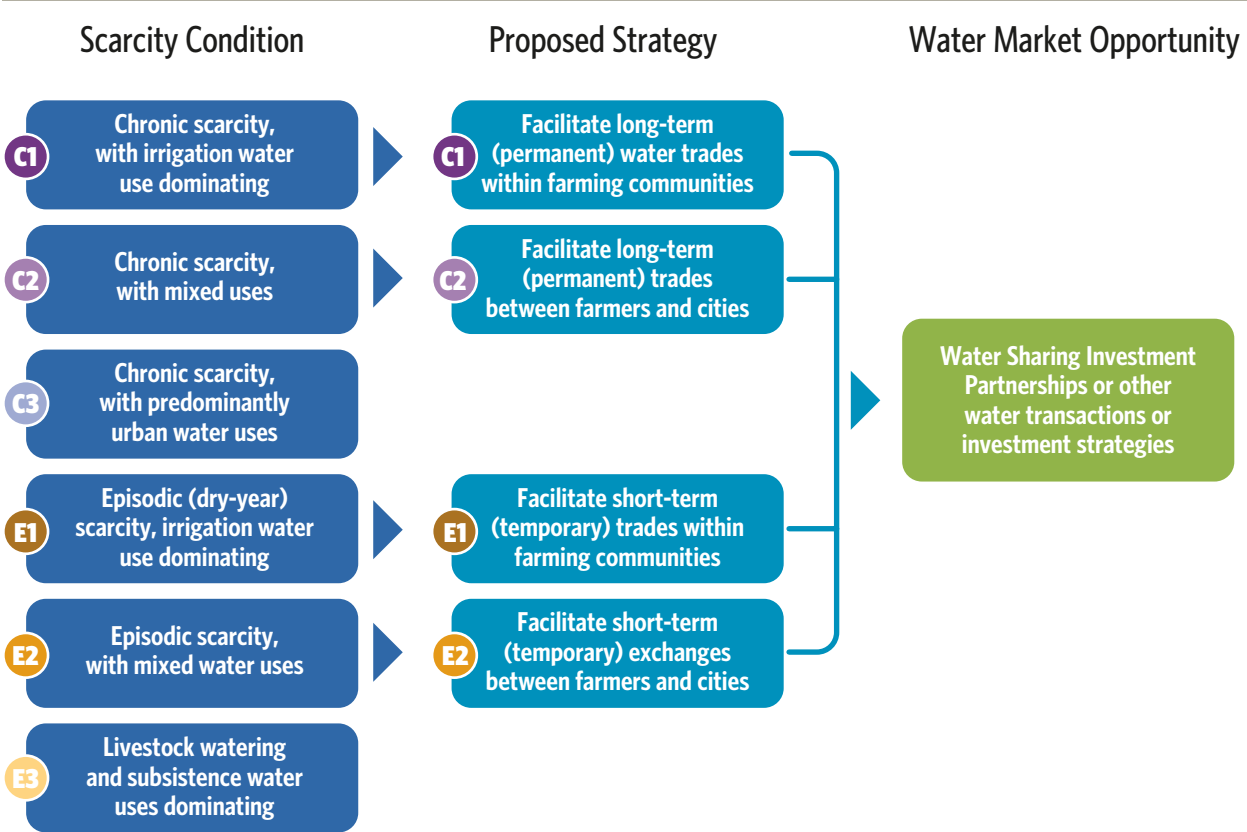 Scarcity Condition
Proposed Strategy
Water Market Opportunity
C1
Chronic scarcity,
with irrigation water
use dominating
C1
Facilitate long-term
(permanent) water trades
within farming communities
C2
Chronic scarcity,
with mixed uses
C2
Facilitate long-term
(permanent) trades
between farmers and cities
C3
Chronic scarcity,
with predominantly
urban water uses
Water Sharing Investment
Partnerships or other
water transactions or
investment strategies
E1
Episodic (dry-year)
scarcity, irrigation water
use dominating
E1
Facilitate short-term
(temporary) trades within
farming communities
E2
Episodic scarcity,
with mixed water uses
E2
Facilitate short-term
(temporary) exchanges
between farmers and cities
E3
Livestock watering
and subsistence water
uses dominating